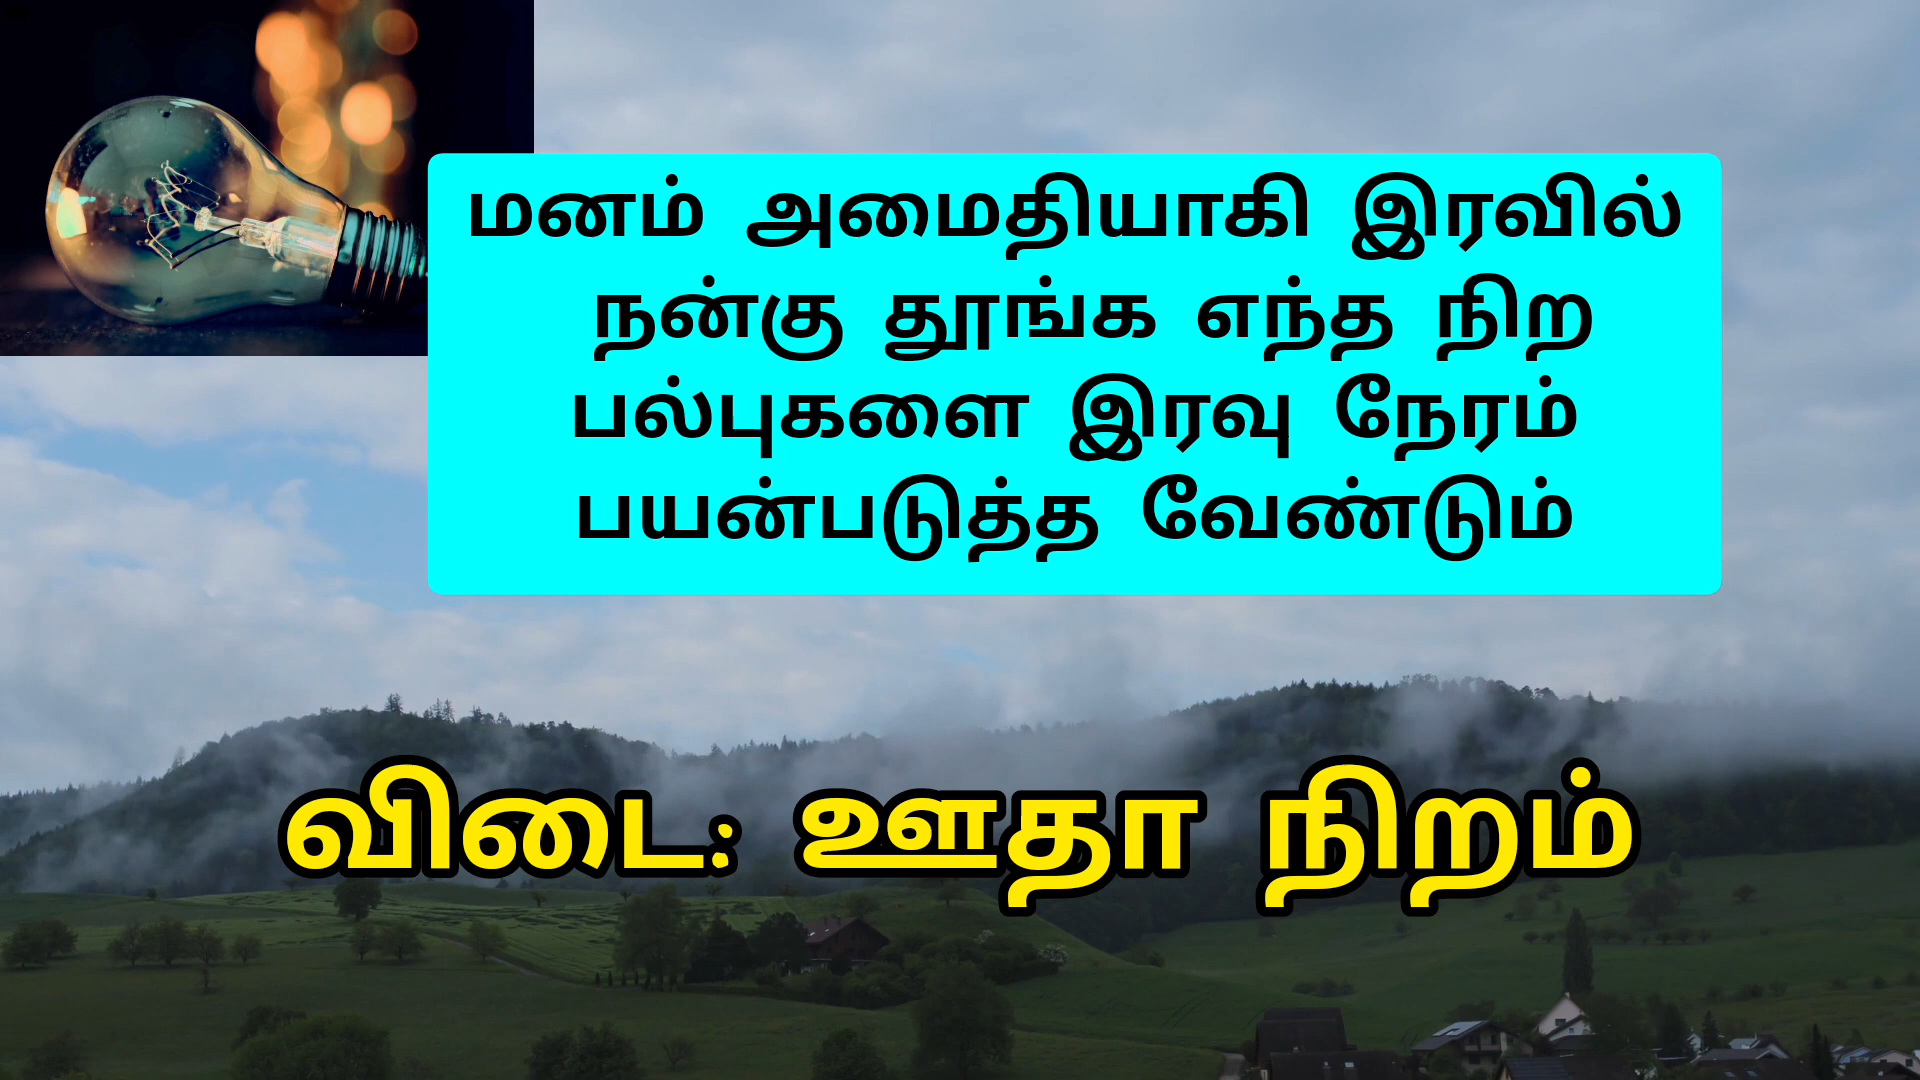 மனம் அமைதியாகி இரவில்
நன்கு தூங்க எந்த நிற
பல்புகளை இரவு நேரம்
பயன்படுத்த வேண்டும்
விடை: ஊதா நிறம்